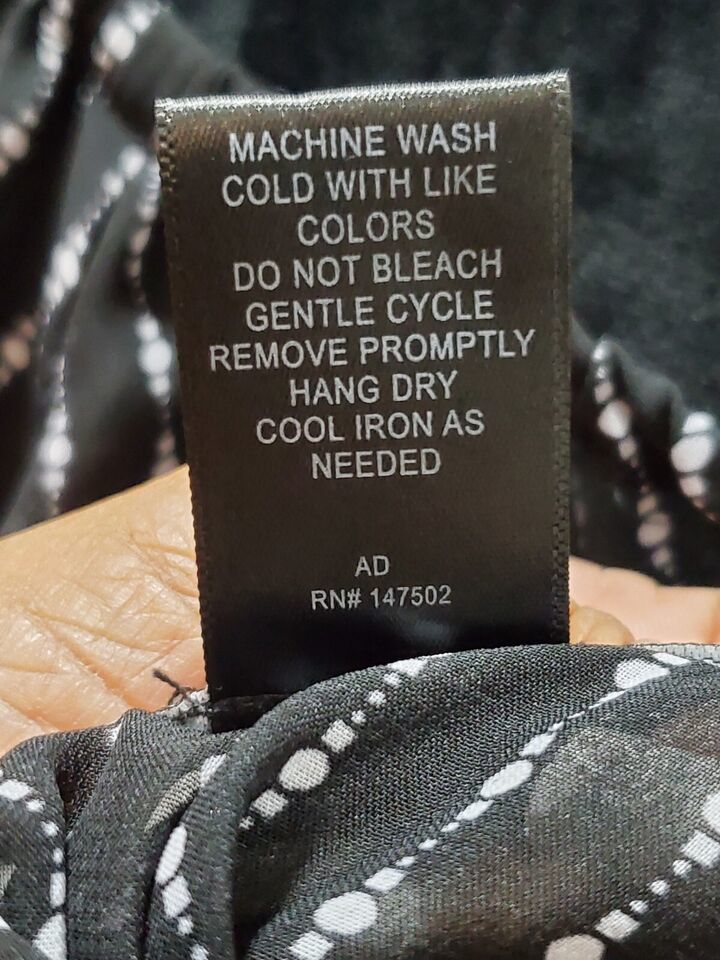 MACHINE WASH
COLD WITH LIKE
COLORS
DO NOT BLEACH
GENTLE CYCLE
REMOVE PROMPTLY
HANG DRY
COOL IRON AS
NEEDED
AD
RN# 147502